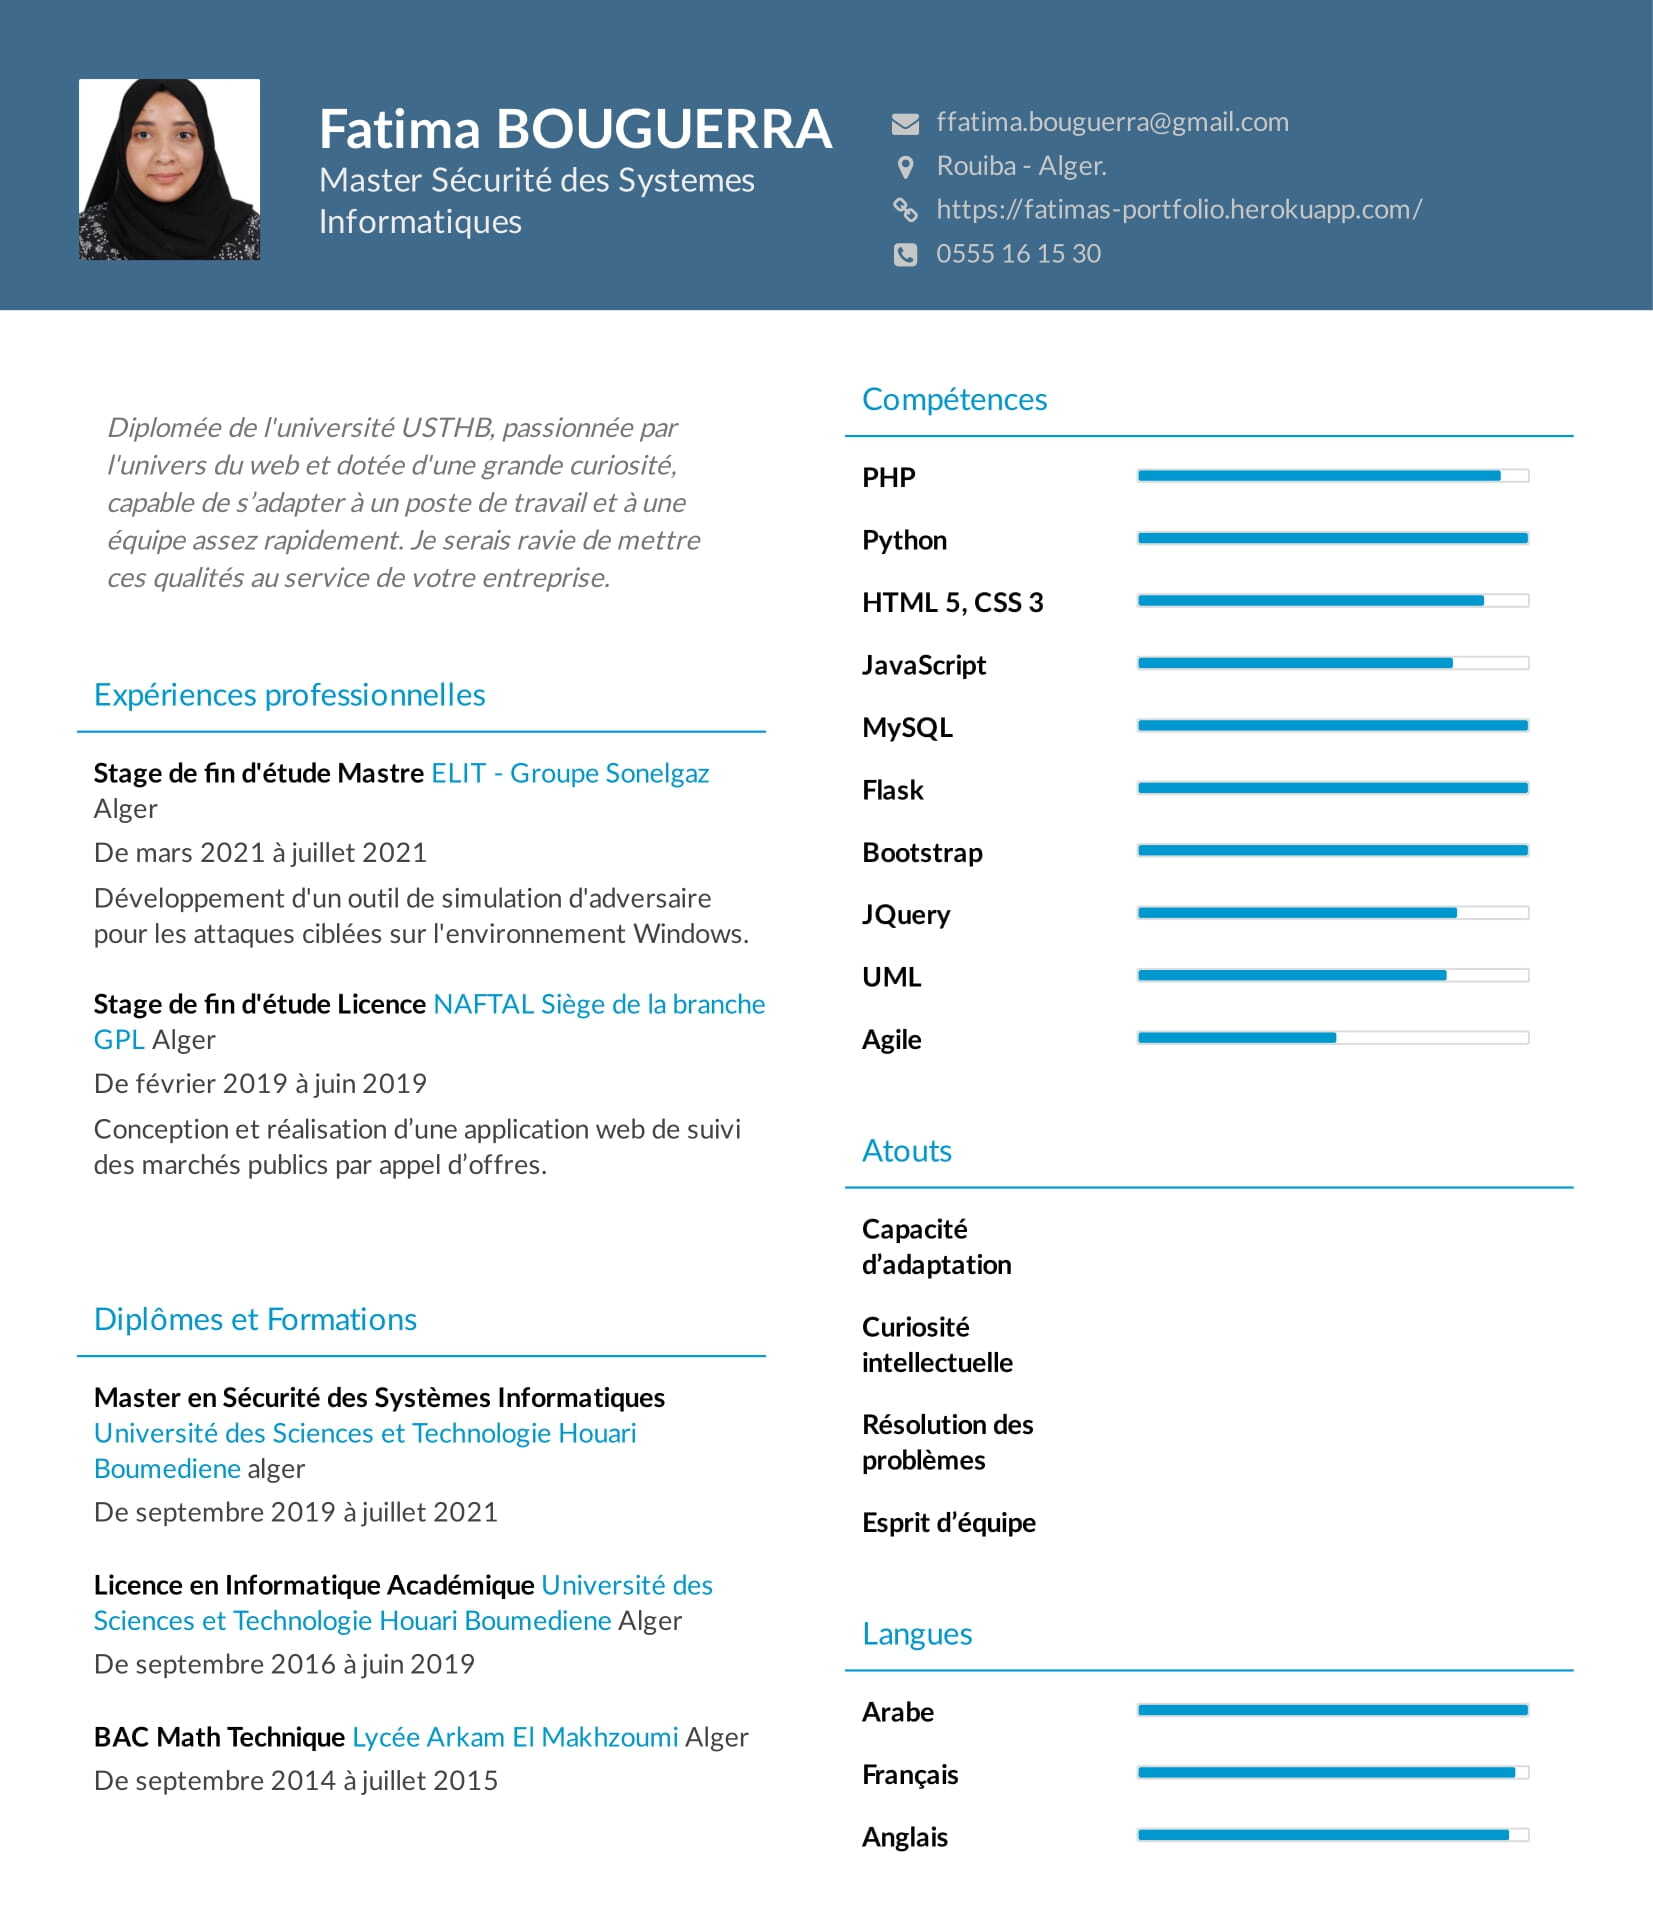 Fatima BOUGUERRA
Master Sécurité des Systemes
Informatiques
ffatima.bouguerra@gmail.com
Rouiba - Alger.
https://fatimas-portfolio.herokuapp.com/
0555 16 15 30
Diplomée de l'université USTHB, passionnée par
l'univers du web et dotée d'une grande curiosité,
capable de s’adapter à un poste de travail et à une
équipe assez rapidement. Je serais ravie de mettre
ces qualités au service de votre entreprise.
Expériences professionnelles
Stage de fin d'étude Mastre ELIT - Groupe Sonelgaz
Alger
De mars 2021 à juillet 2021
Développement d'un outil de simulation d'adversaire
pour les attaques ciblées sur l'environnement Windows.
Stage de fin d'étude Licence NAFTAL Siège de la branche
GPL Alger
De février 2019 à juin 2019
Conception et réalisation d’une application web de suivi
des marchés publics par appel d’offres.
Diplômes et Formations
Master en Sécurité des Systèmes Informatiques
Université des Sciences et Technologie Houari
Boumediene alger
De septembre 2019 à juillet 2021
Licence en Informatique Académique Université des
Sciences et Technologie Houari Boumediene Alger
De septembre 2016 à juin 2019
BAC Math Technique Lycée Arkam El Makhzoumi Alger
De septembre 2014 à juillet 2015
Compétences
PHP
Python
HTML 5, CSS 3
JavaScript
MySQL
Flask
Bootstrap
JQuery
UML
Agile
Atouts
Capacité
d’adaptation
Curiosité
intellectuelle
Résolution des
problèmes
Esprit d’équipe
Langues
Arabe
Français
Anglais